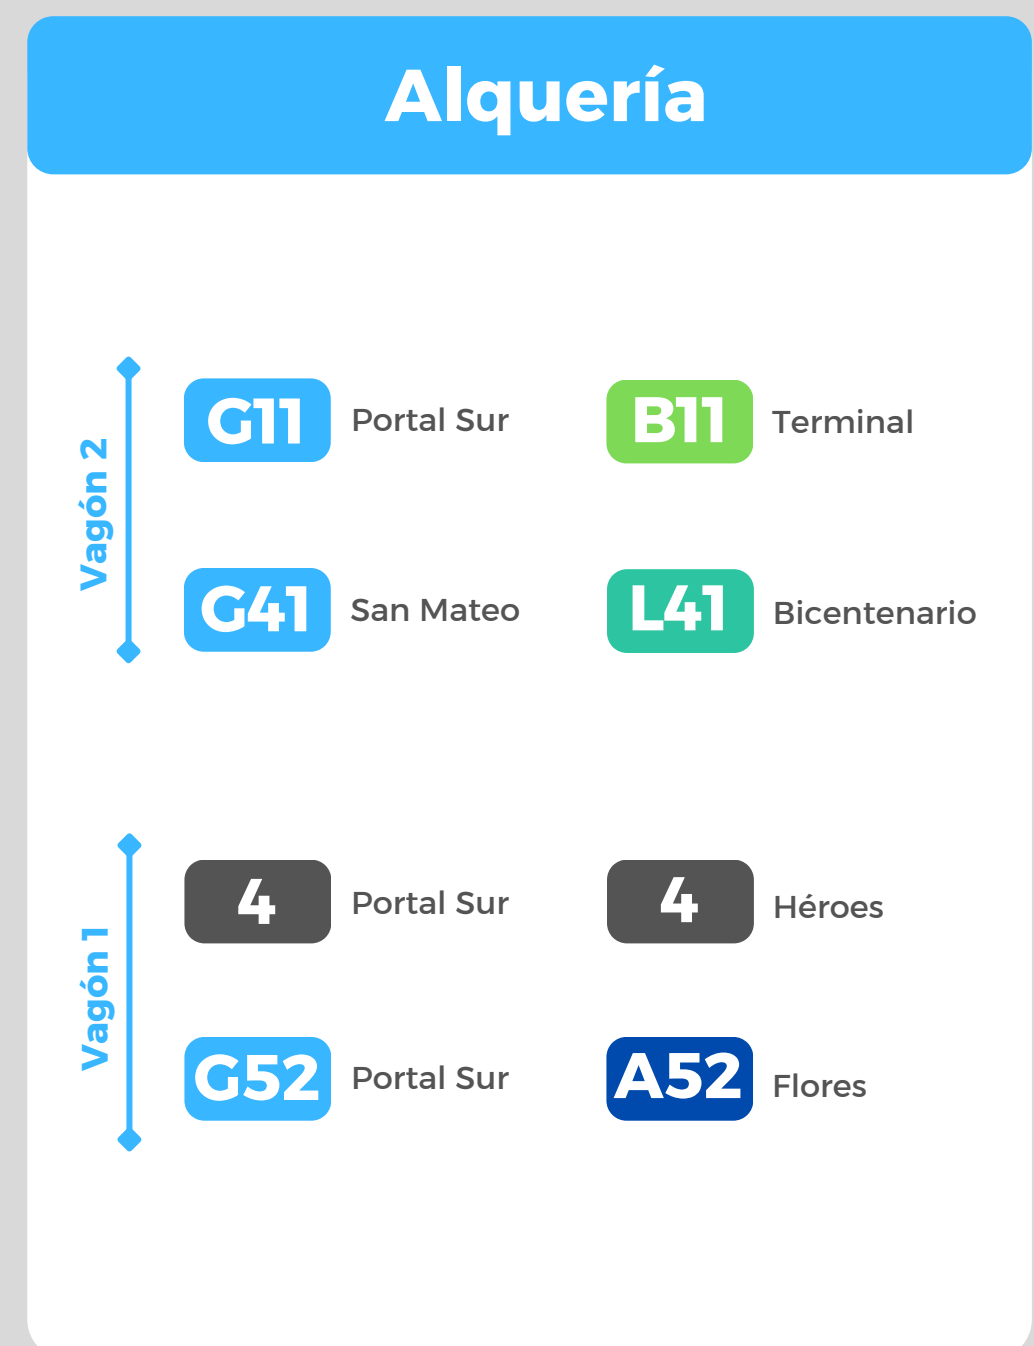 Alquería
Vagón 2
G11 Portal Sur B11 Terminal
G41 San Mateo L41 Bicentenario
Vagón 1
4 Portal Sur 4 Héroes
G52 Portal Sur A52 Flores